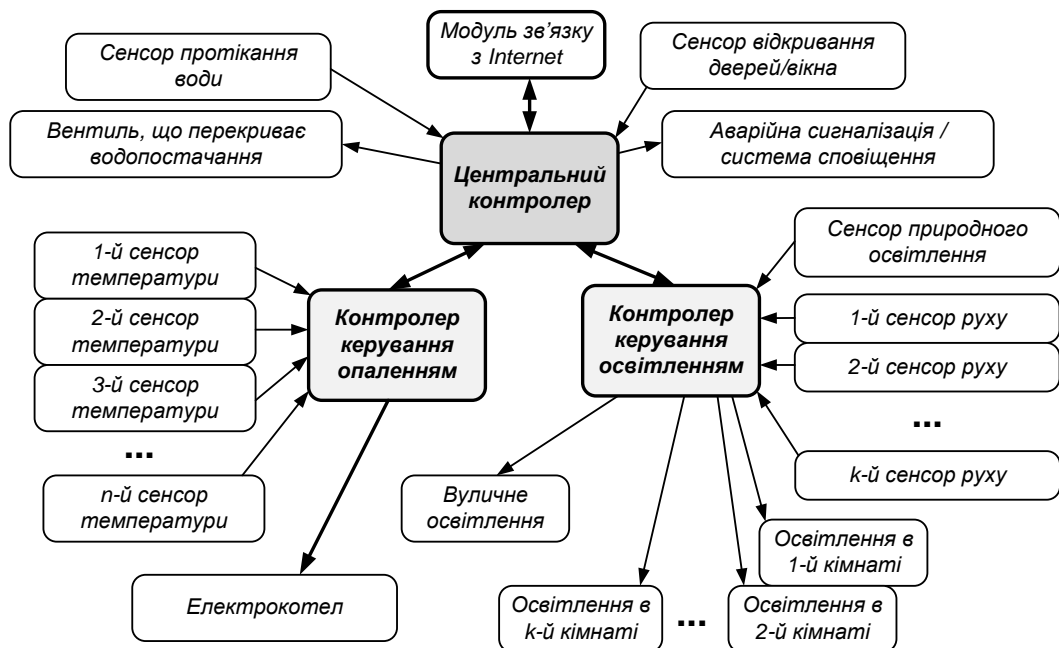 Модуль зв’язку
з Internet
Сенсор протікання
води
Сенсор відкривання
дверей/вікна
Вентиль, що перекриває
водопостачання
Аварійна сигналізація /
система сповіщення
Центральний
контролер
1-й сенсор
температури
2-й сенсор
температури
3-й сенсор
температури
...
n-й сенсор
температури
Контролер
керування
опаленням
Контролер
керування
освітленням
Сенсор природного
освітлення
1-й сенсор руху
2-й сенсор руху
...
k-й сенсор руху
Вуличне
освітлення
Освітлення в
1-й кімнаті
Електрокотел
Освітлення в
k-й кімнаті
...
Освітлення в
2-й кімнаті